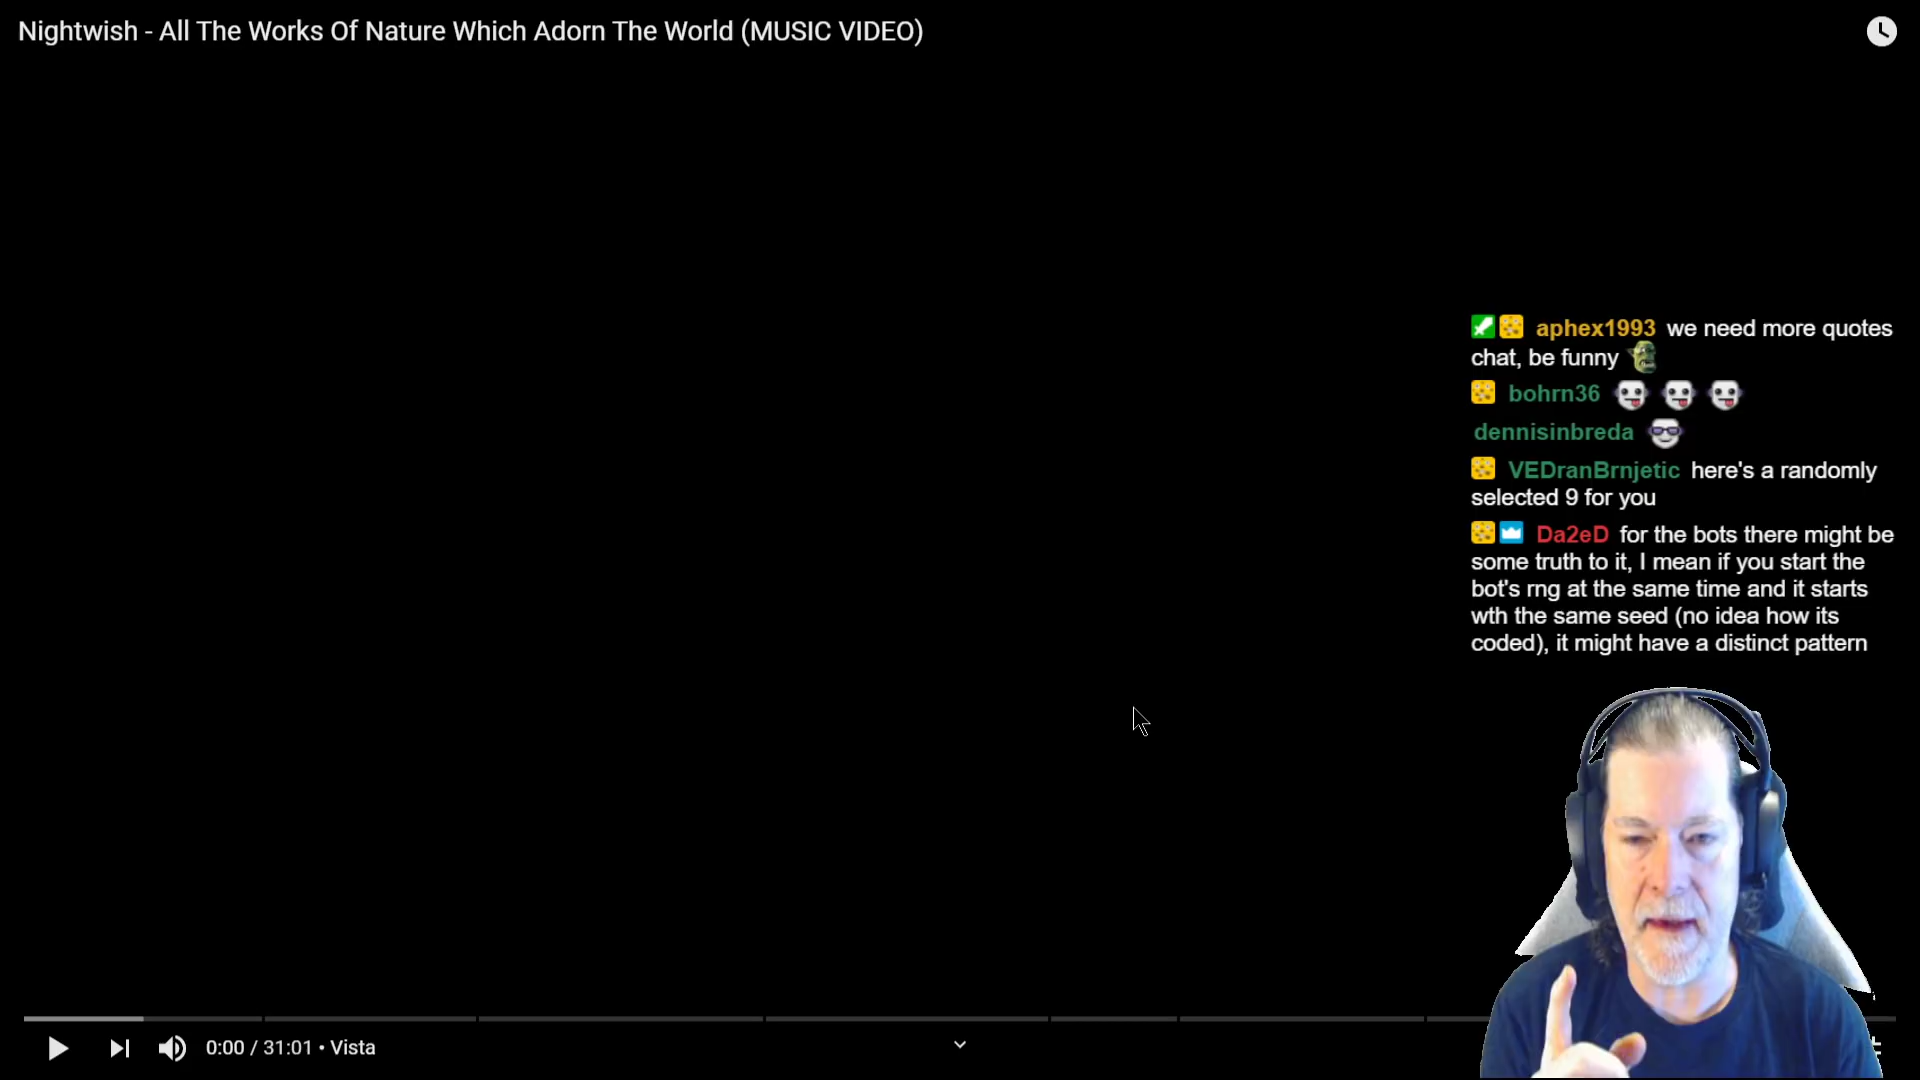 Nightwish - All The Works Of Nature Which Adorn The World (MUSIC VIDEO)
aphex1993 we need more quotes
chat, be funny
bohrn36
dennisinbreda
VEDranBrnjetic here's a randomly
selected 9 for you
Da2eD for the bots there might be
some truth to it, I mean if you start the
bot's rng at the same time and it starts
wth the same seed (no idea how its
coded), it might have a distinct pattern
0:00 / 31:01 • Vista